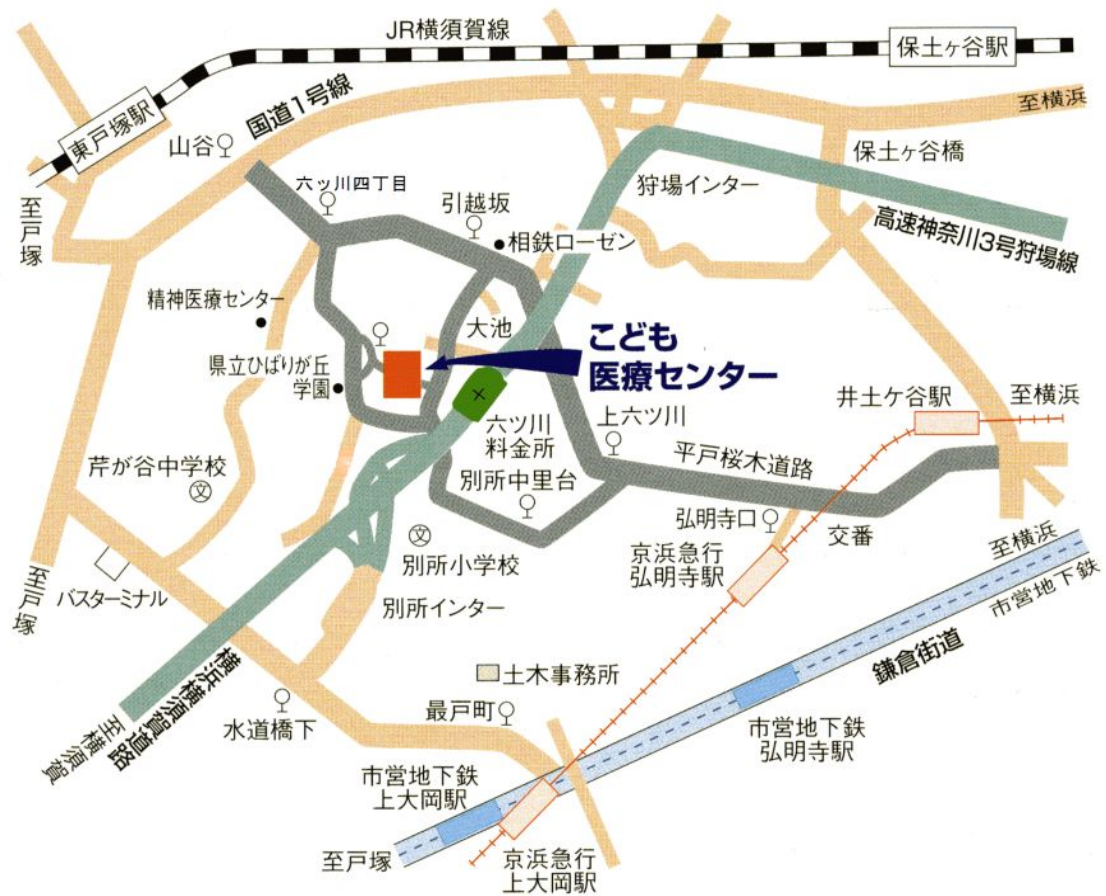 JR横須賀線
保土ヶ谷駅
東戸塚駅
国道1号線
至横浜
山谷
六ッ川四丁目
引越坂
狩場インター
保土ヶ谷橋
至戸塚
相鉄ローゼン
高速神奈川3号狩場線
精神医療センター
大池
こども
医療センター
県立ひばりが丘
学園
井土ケ谷駅
至横浜
六ツ川
料金所
上六ツ川
芹が谷中学校
文
別所中里台
平戸桜木道路
弘明寺口
交番
文
別所小学校
京浜急行
弘明寺駅
至横浜
市営地下鉄
至戸塚
バスターミナル
別所インター
鎌倉街道
土木事務所
横浜横須賀道路
至横須賀
水道橋下
最戸町
市営地下鉄
弘明寺駅
市営地下鉄
上大岡駅
至戸塚
京浜急行
上大岡駅